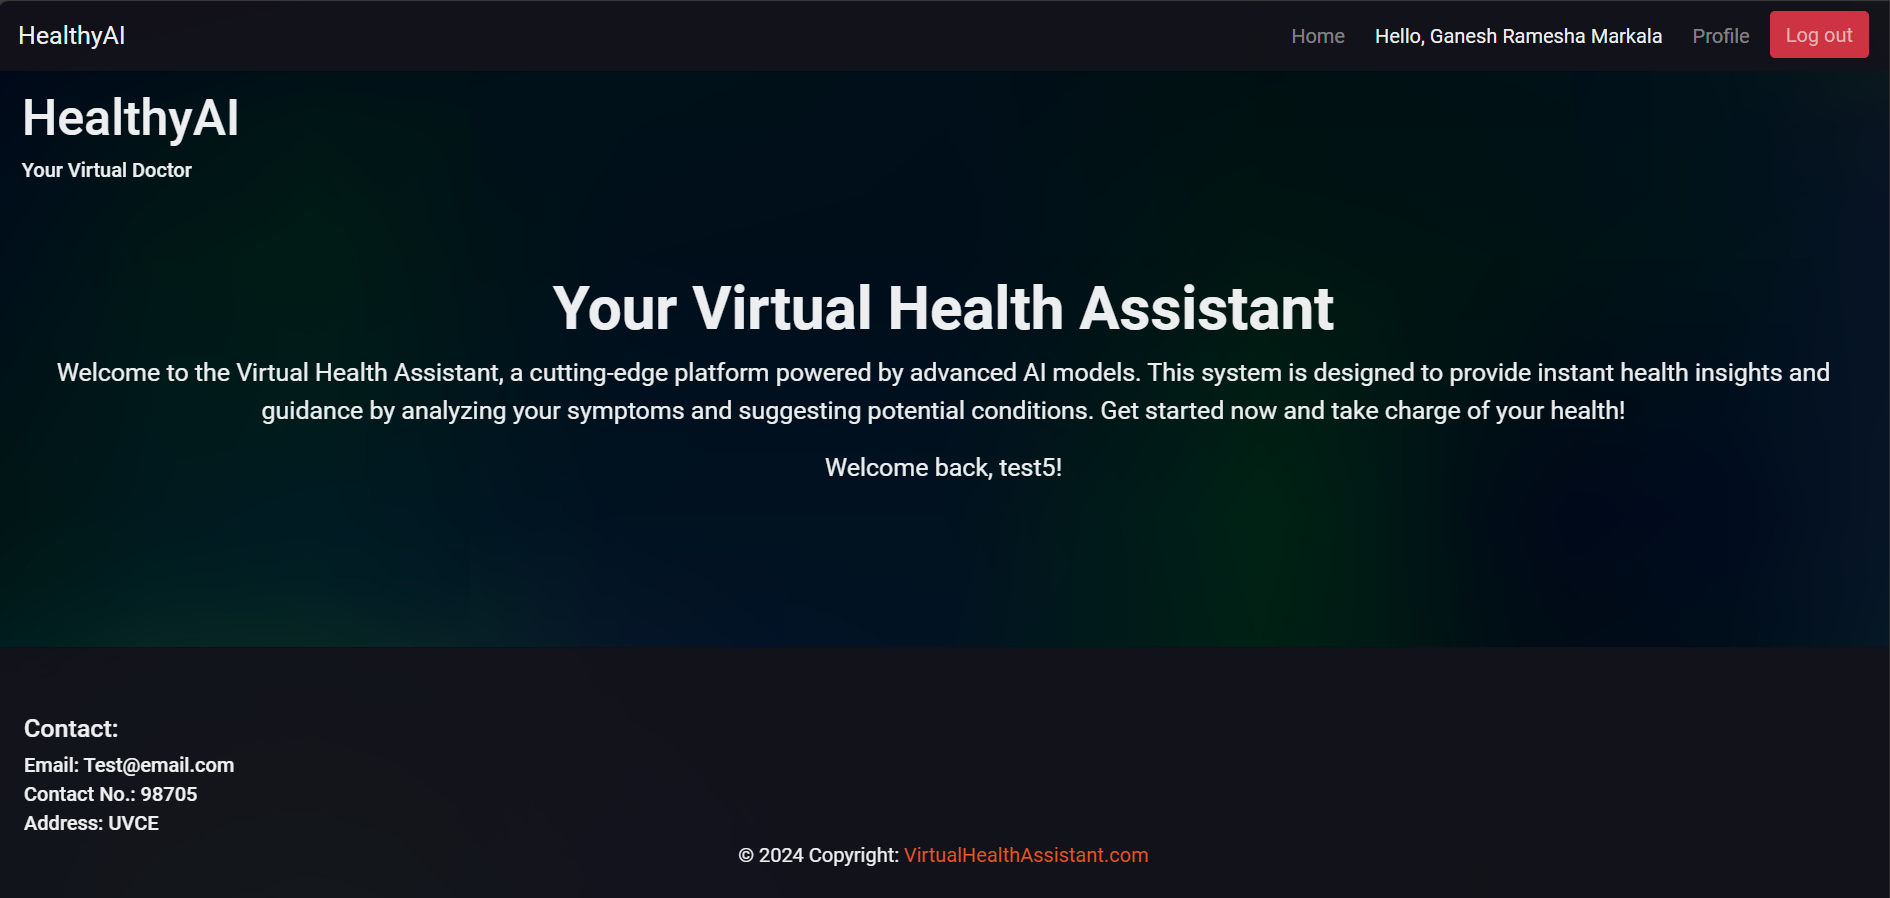 HealthyAI
Home
Hello, Ganesh Ramesha Markala
Profile
Log out
HealthyAI
Your Virtual Doctor
Your Virtual Health Assistant
Welcome to the Virtual Health Assistant, a cutting-edge platform powered by advanced AI models. This system is designed to provide instant health insights and
guidance by analyzing your symptoms and suggesting potential conditions. Get started now and take charge of your health!
Welcome back, test5!
Contact:
Email: Test@email.com
Contact No.: 98705
Address: UVCE
© 2024 Copyright: VirtualHealthAssistant.com